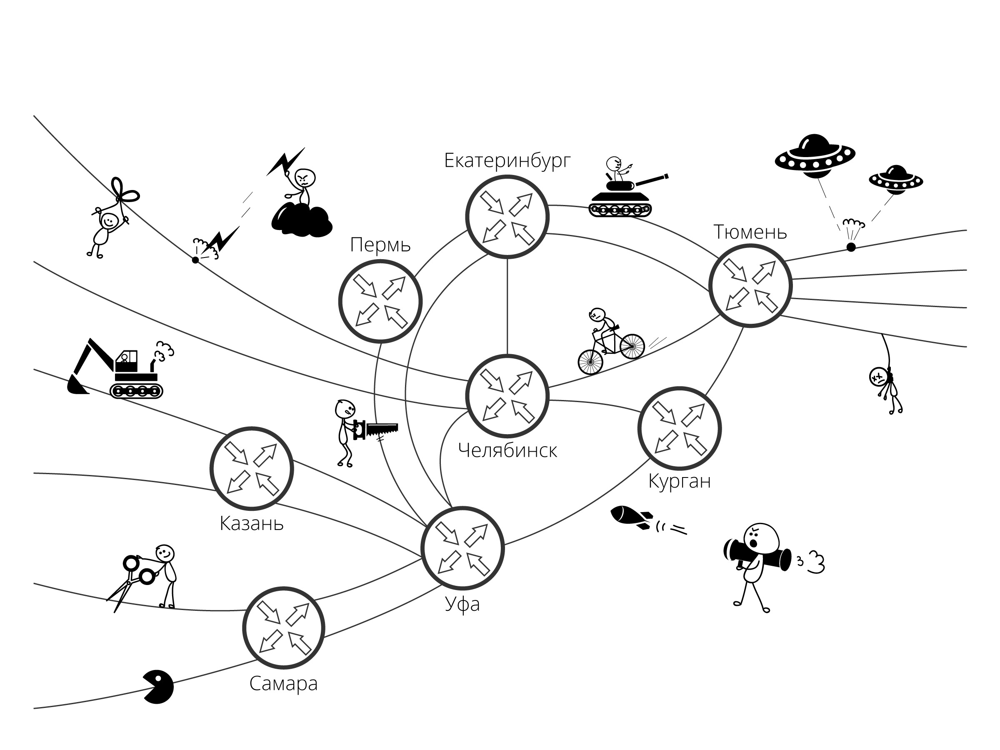 Екатеринбург
Тюмень
Пермь
Челябинск
Курган
Казань
Уфа
Самара